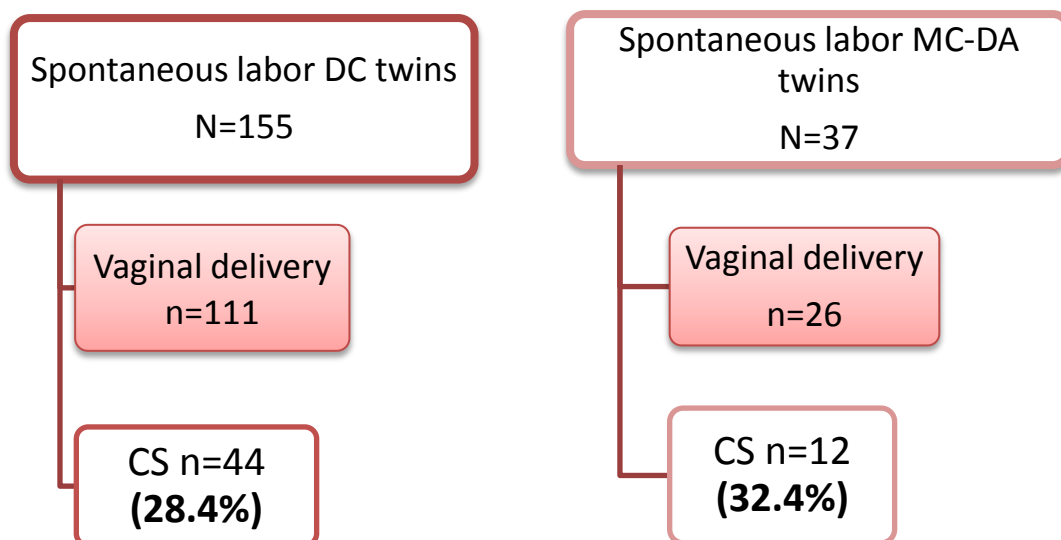 Spontaneous labor DC twins
N=155
Vaginal delivery
n=111
CS n=44
(28.4%)
Spontaneous labor MC-DA
twins
N=37
Vaginal delivery
n=26
CS n=12
(32.4%)